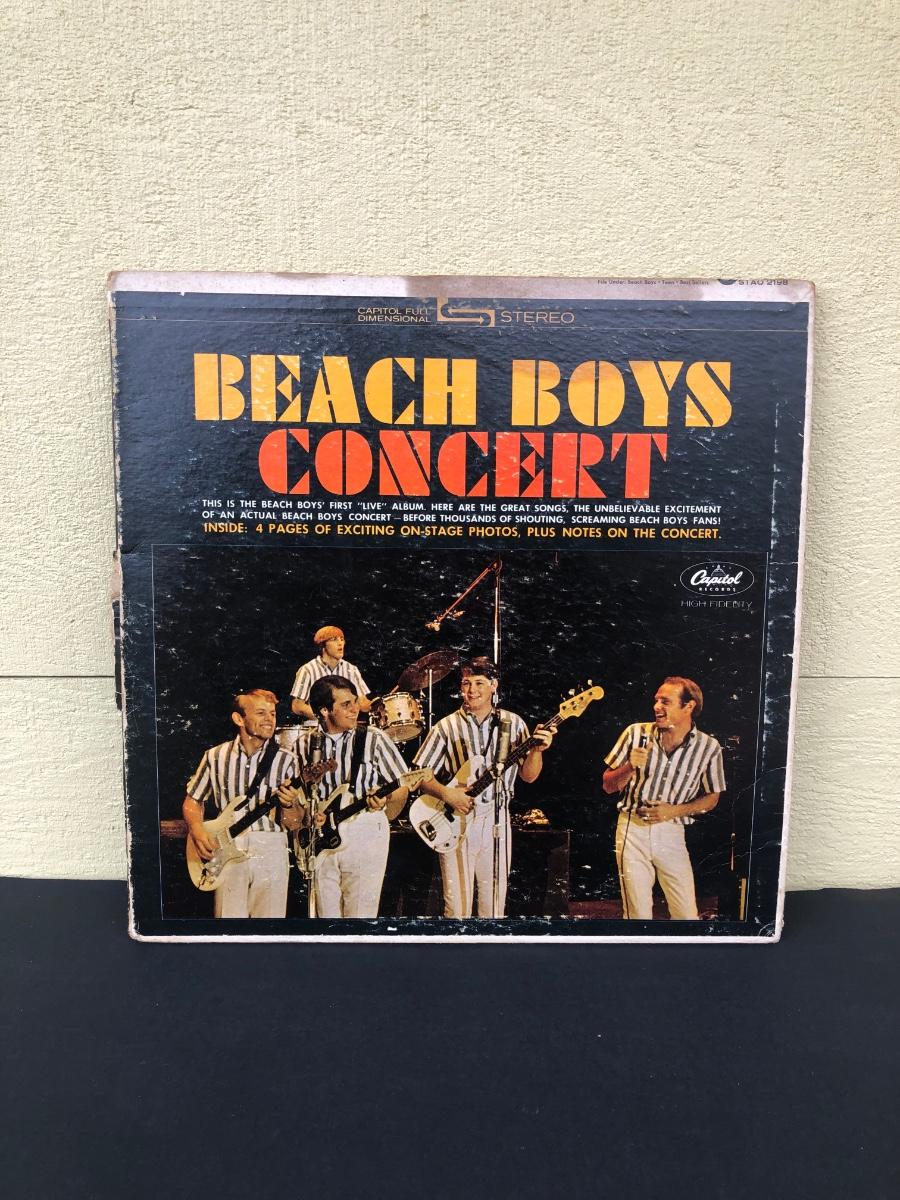 File Under: Beach Boys • Teen • Best Sellers
STAO 2198
CAPITOL FULL
DIMENSIONAL
STEREO
BEACH BOYS
CONCERT
THIS IS THE BEACH BOYS' FIRST "LIVE" ALBUM. HERE ARE THE GREAT SONGS, THE UNBELIEVABLE EXCITEMENT
OF AN ACTUAL BEACH BOYS CONCERT — BEFORE THOUSANDS OF SHOUTING, SCREAMING BEACH BOYS FANS!
INSIDE: 4 PAGES OF EXCITING ON-STAGE PHOTOS, PLUS NOTES ON THE CONCERT.
Capitol
RECORDS
HIGH FIDELITY